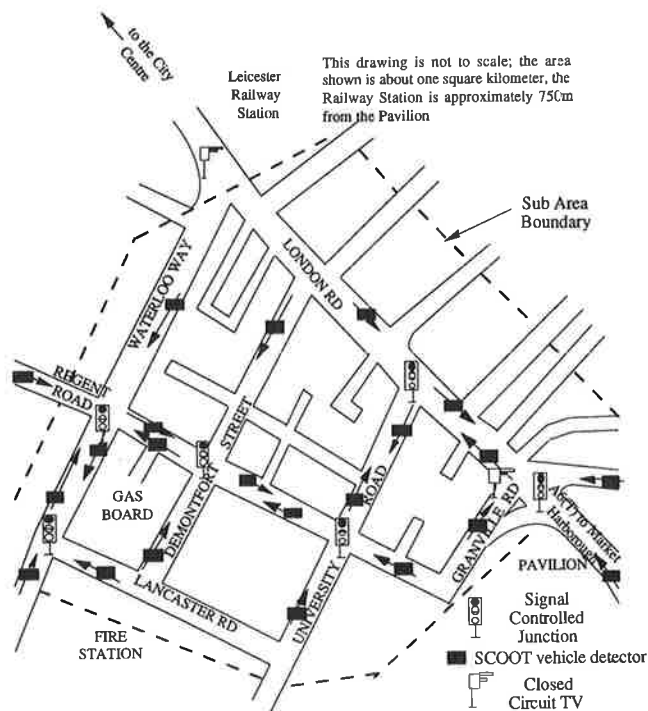 to the City
Centre
Leicester
Railway
Station
This drawing is not to scale; the area
shown is about one square kilometer, the
Railway Station is approximately 750m
from the Pavilion
Sub Area
Boundary
LONDON RD
WATERLOO WAY
REGENT
ROAD
STREET
DEMONTFORT
GAS
BOARD
ROAD
UNIVERSITY
GRANVILLE RD
A6(T) to Market
Harborough
PAVILION
LANCASTER RD
FIRE
STATION
Signal
Controlled
Junction
SCOOT vehicle detector
Closed
Circuit TV